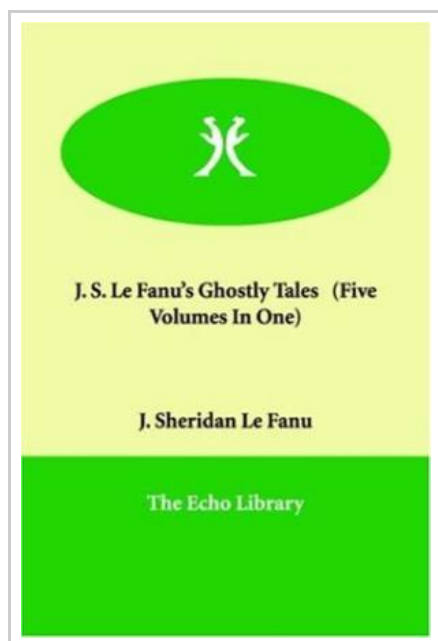 J. S. Le Fanu's Ghostly Tales (Five
Volumes In One)
J. Sheridan Le Fanu
The Echo Library